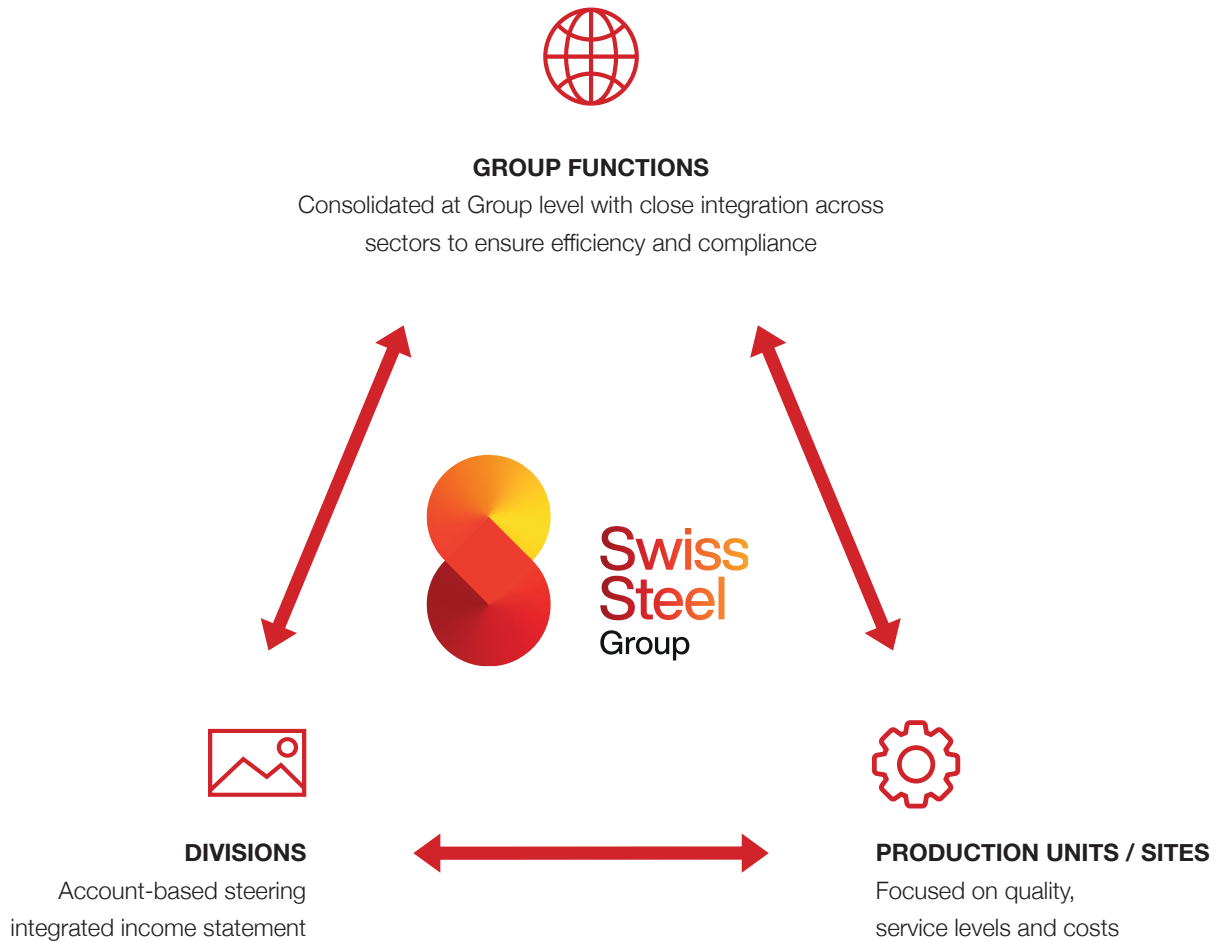 GROUP FUNCTIONS
Consolidated at Group level with close integration across
sectors to ensure efficiency and compliance
Swiss
Steel
Group
DIVISIONS
Account-based steering
integrated income statement
PRODUCTION UNITS / SITES
Focused on quality,
service levels and costs